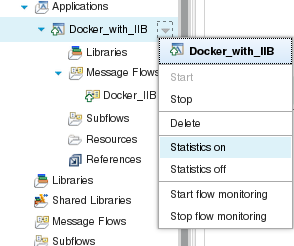 Applications
Docker_with_IIB
Libraries
Message Flows
Docker_IIB
Subflows
Resources
References
Libraries
Shared Libraries
Message Flows
Subflows
Docker_with_IIB
Start
Stop
Delete
Statistics on
Statistics off
Start flow monitoring
Stop flow monitoring